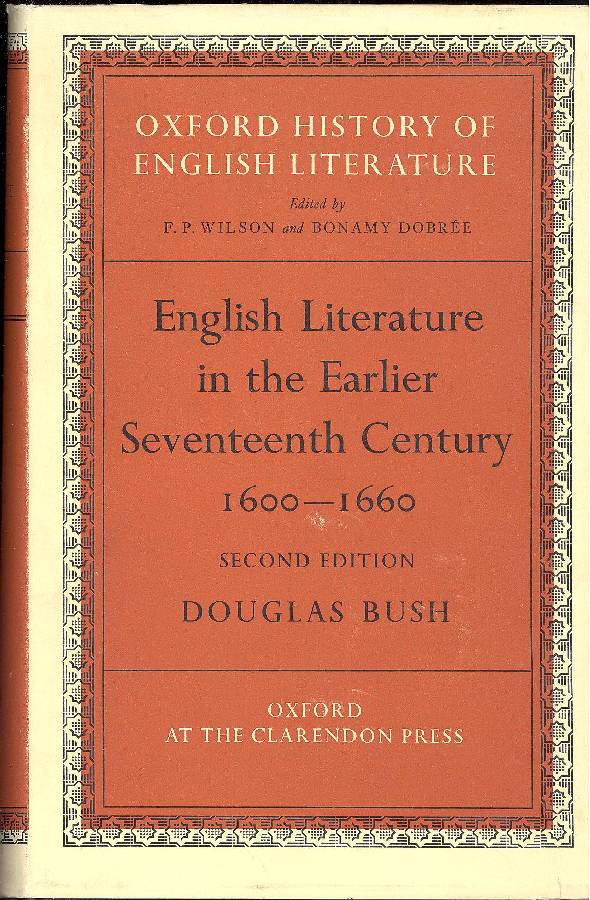 OXFORD HISTORY OF
ENGLISH LITERATURE
Edited by
F. P. WILSON and BONAMY DOBRÉE
English Literature
in the Earlier
Seventeenth Century
1600—1660
SECOND EDITION
DOUGLAS BUSH
OXFORD
AT THE CLARENDON PRESS